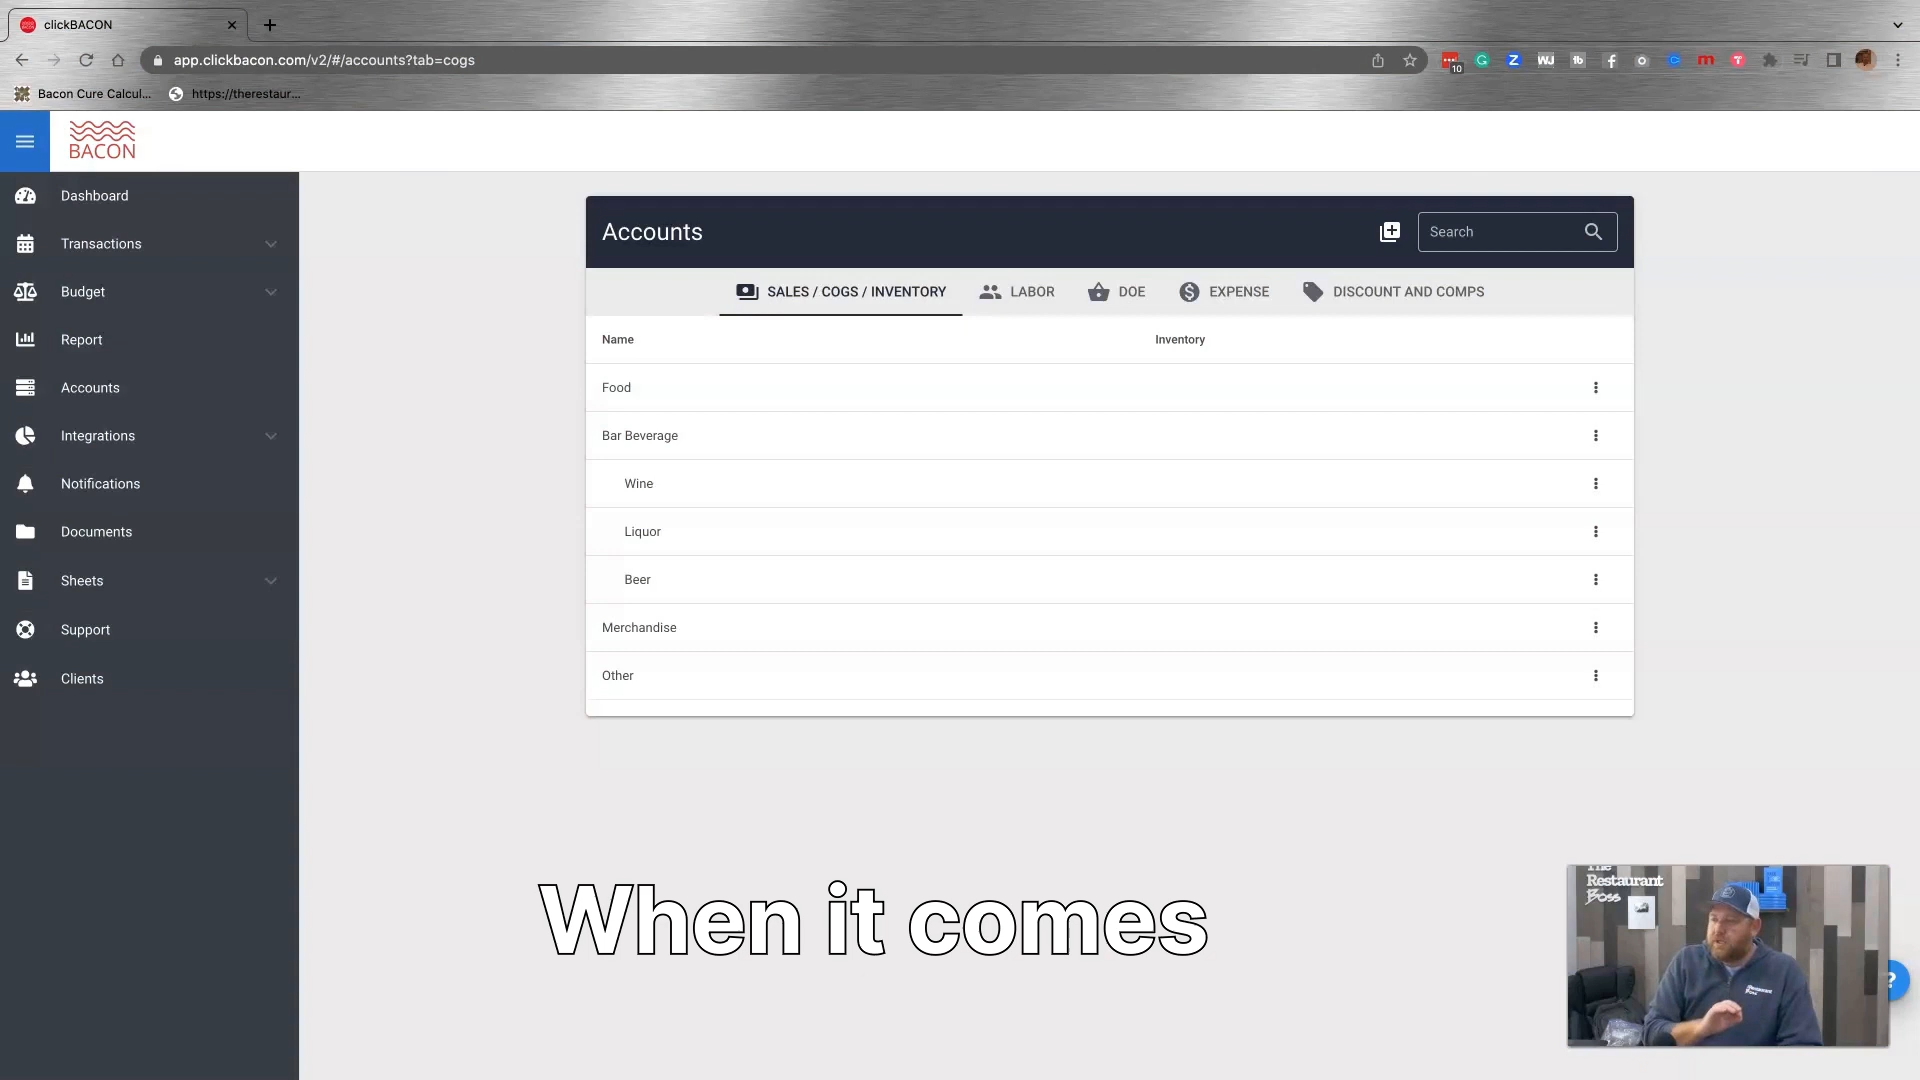 clickBACON
app.clickbacon.com/v2/#/accounts?tab=cogs
10
Bacon Cure Calcul...
https://therestaur...
BACON
Dashboard
Transactions
Budget
Report
Accounts
Integrations
Notifications
Documents
Sheets
Support
Clients
Accounts
Search
SALES / COGS / INVENTORY
LABOR
DOE
EXPENSE
DISCOUNT AND COMPS
Name
Inventory
Food
Bar Beverage
Wine
Liquor
Beer
Merchandise
Other
When it comes
The
Restaurant
Boss
?